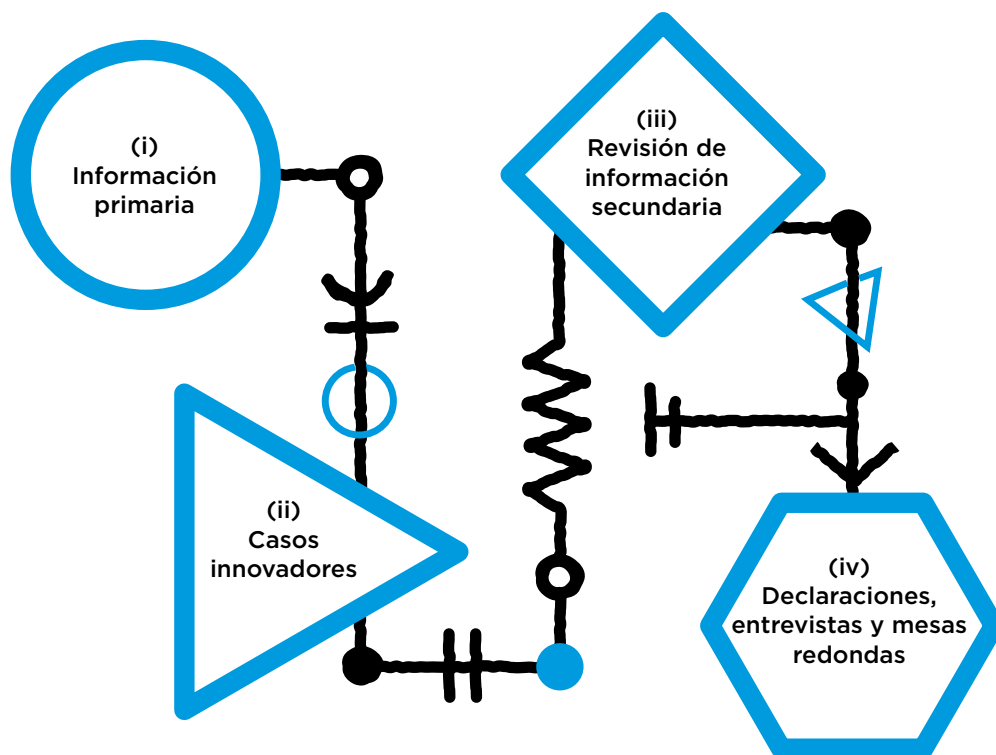 (i)
Información
primaria
(ii)
Casos
innovadores
(iii)
Revisión de
información
secundaria
(iv)
Declaraciones,
entrevistas y mesas
redondas